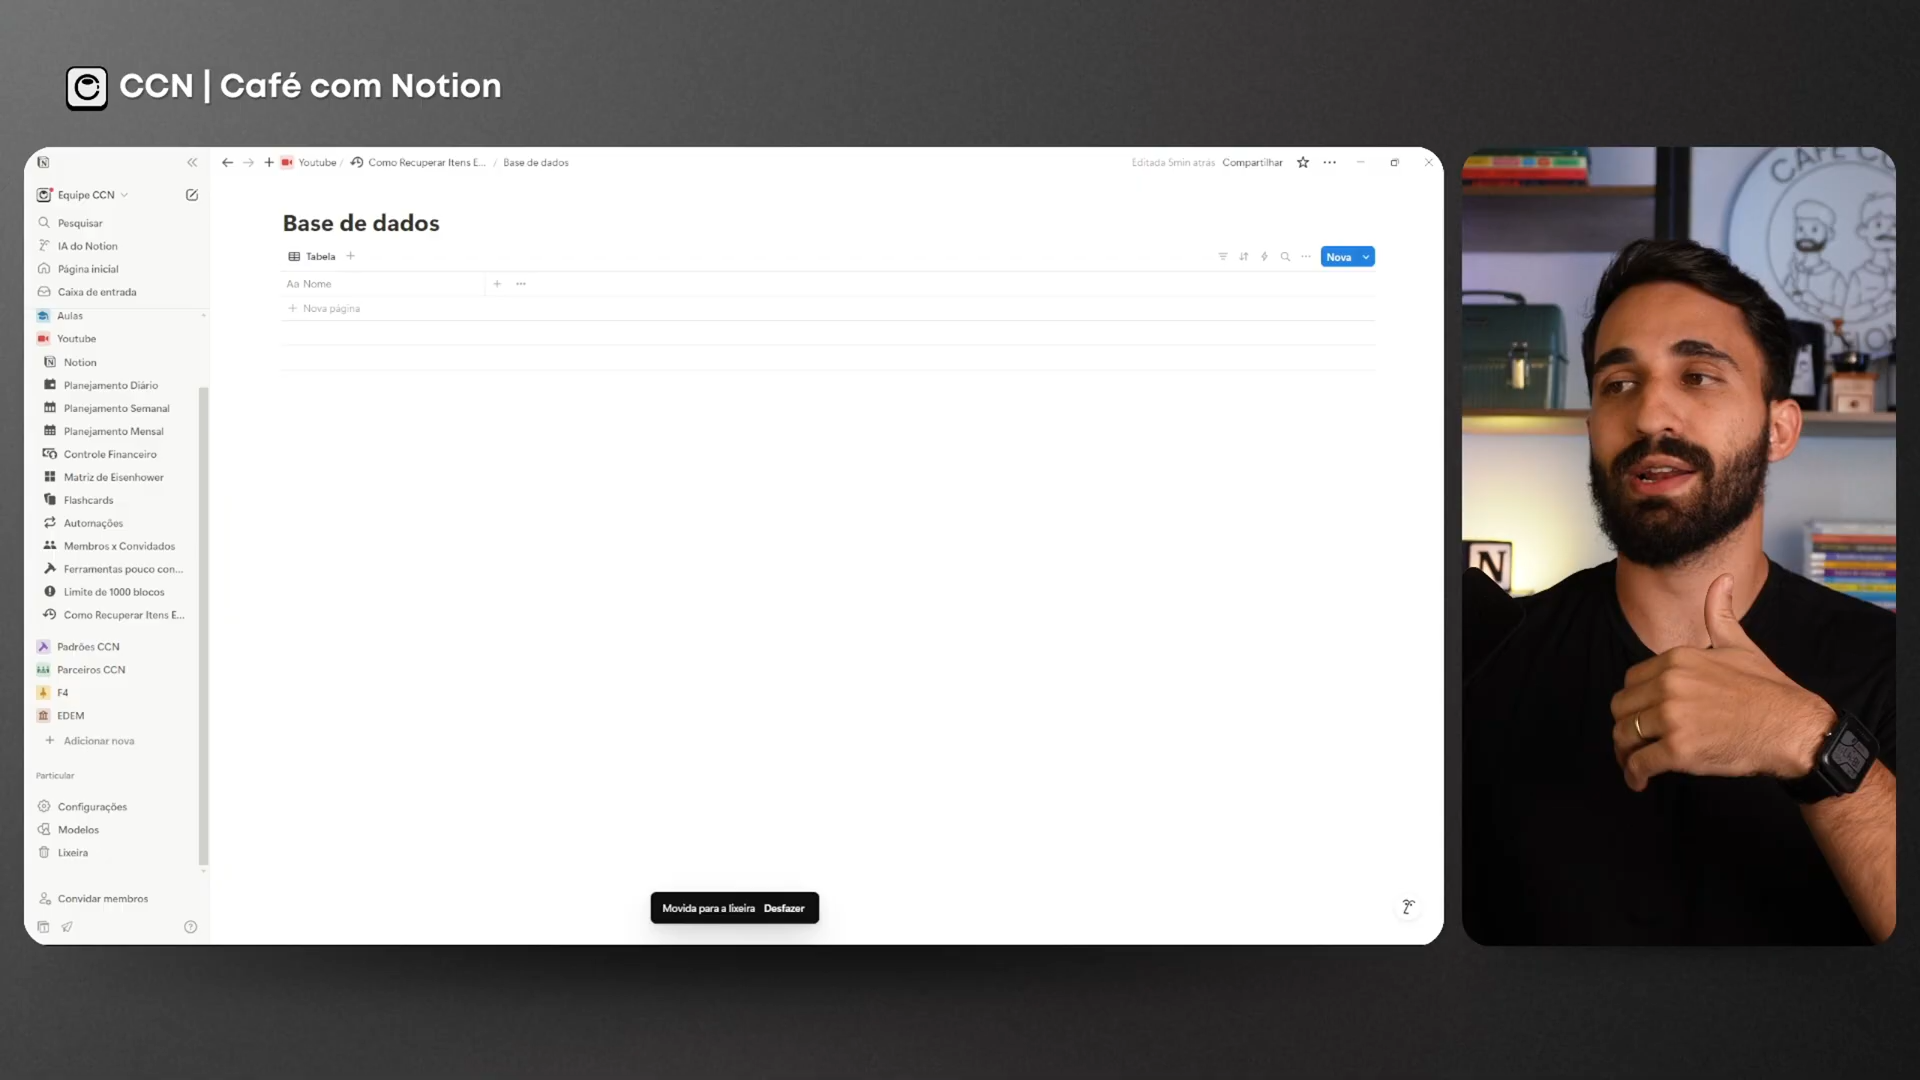 CCN | Café com Notion
Youtube / Como Recuperar Itens E... / Base de dados
Editada 5min atrás Compartilhar
Equipe CCN
Pesquisar
IA do Notion
Página inicial
Caixa de entrada
Aulas
Youtube
Notion
Planejamento Diário
Planejamento Semanal
Planejamento Mensal
Controle Financeiro
Matriz de Eisenhower
Flashcards
Automações
Membros x Convidados
Ferramentas pouco con...
Limite de 1000 blocos
Como Recuperar Itens E...
Padrões CCN
Parceiros CCN
F4
EDEM
Adicionar nova
Particular
Configurações
Modelos
Lixeira
Convidar membros
Base de dados
Tabela
Nova
Aa Nome
Nova página
Movida para a lixeira Desfazer
CAFÉ CO
NOTION
N